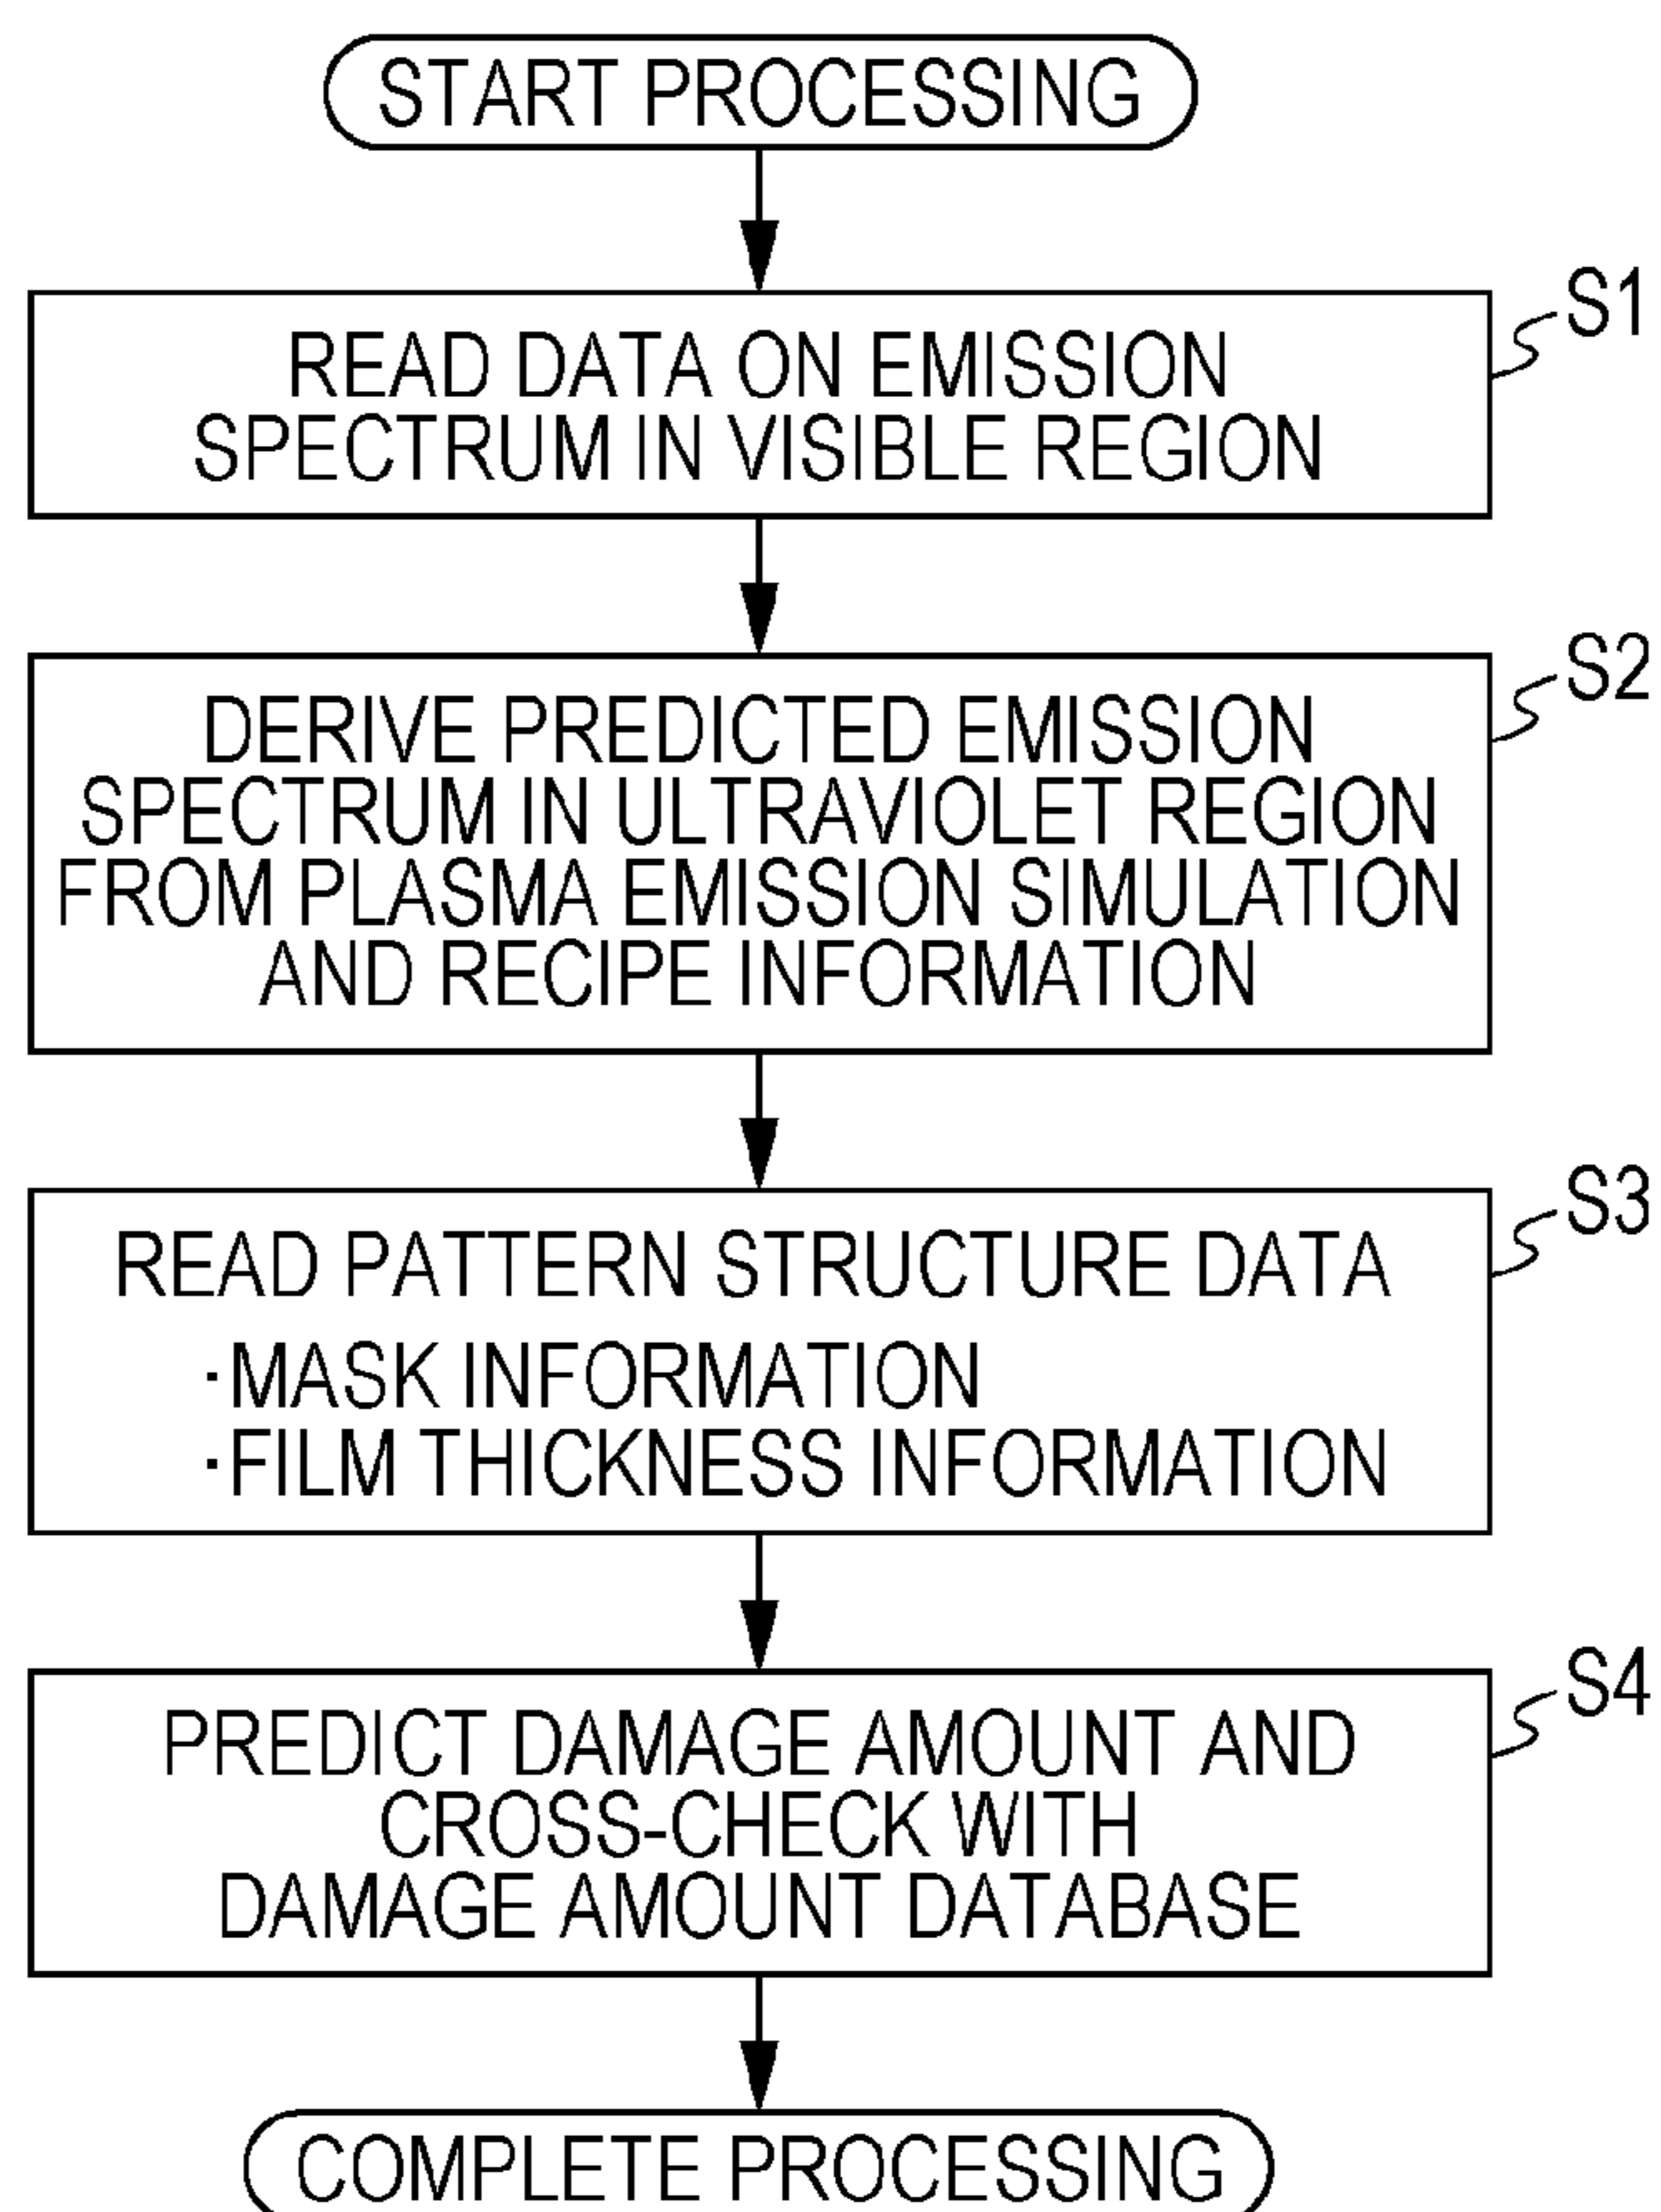 START PROCESSING
S1
READ DATA ON EMISSION
SPECTRUM IN VISIBLE REGION
S2
DERIVE PREDICTED EMISSION
SPECTRUM IN ULTRAVIOLET REGION
FROM PLASMA EMISSION SIMULATION
AND RECIPE INFORMATION
S3
READ PATTERN STRUCTURE DATA
·MASK INFORMATION
·FILM THICKNESS INFORMATION
S4
PREDICT DAMAGE AMOUNT AND
CROSS-CHECK WITH
DAMAGE AMOUNT DATABASE
COMPLETE PROCESSING